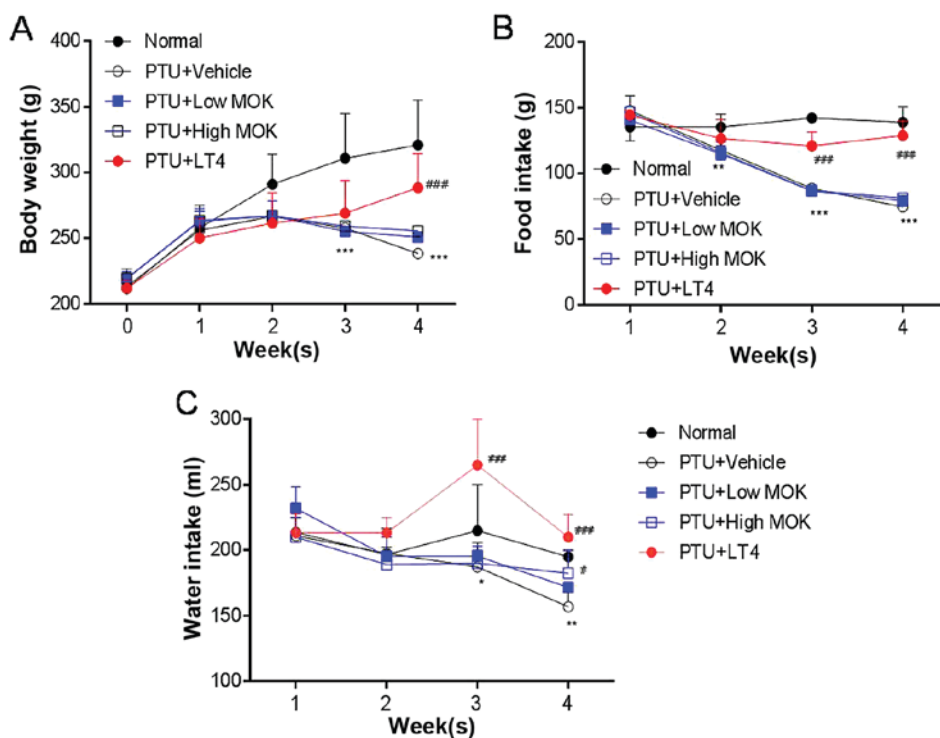 A
Body weight (g)
400
350
300
250
200
Normal
PTU+Vehicle
PTU+Low MOK
PTU+High MOK
PTU+LT4
###
***
***
0 1 2 3 4
Week(s)
B
Food intake (g)
200
150
100
50
0
Normal
PTU+Vehicle
PTU+Low MOK
PTU+High MOK
PTU+LT4
**
###
###
***
***
1 2 3 4
Week(s)
C
Water intake (ml)
300
250
200
150
100
###
###
#
*
**
1 2 3 4
Week(s)
Normal
PTU+Vehicle
PTU+Low MOK
PTU+High MOK
PTU+LT4